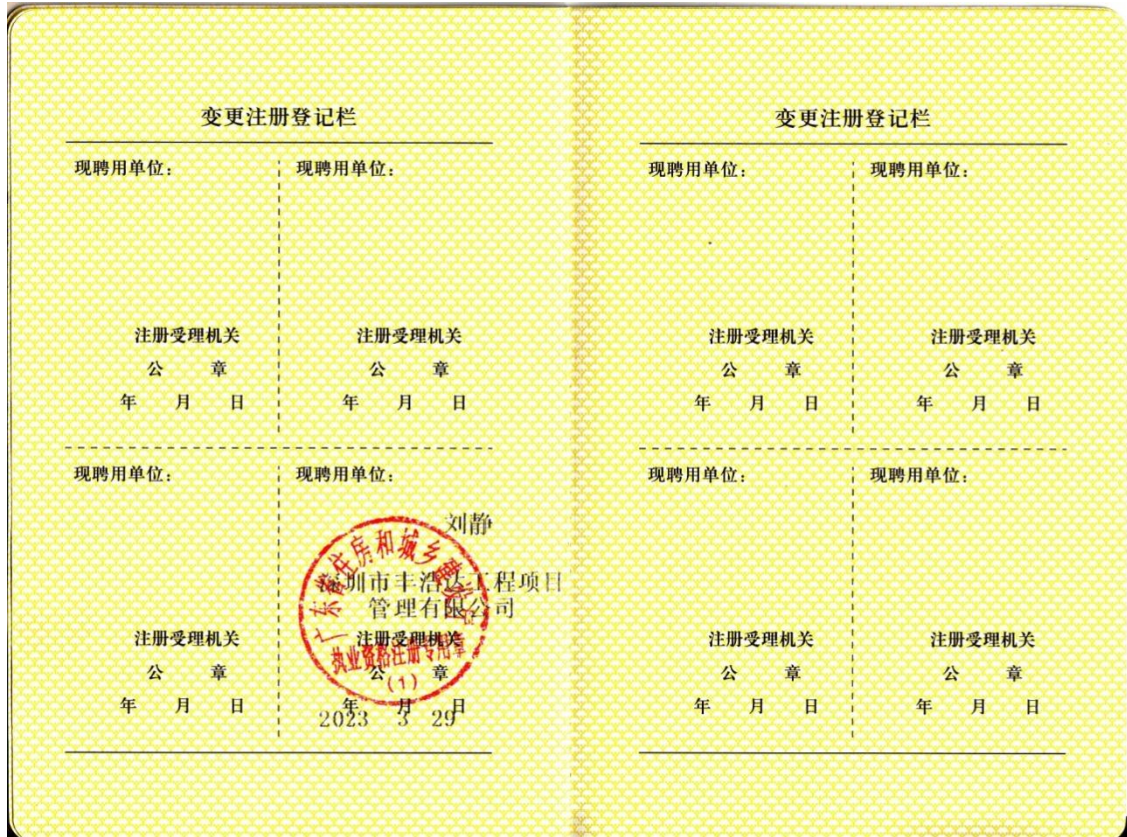 变更注册登记栏
现聘用单位：
现聘用单位：
注册受理机关
公 章
年 月 日
注册受理机关
公 章
年 月 日
现聘用单位：
注册受理机关
公 章
年 月 日
现聘用单位：
刘静
深圳市丰浩达工程项目
管理有限公司
注册受理机关
公 章
年 月 日
2023 3 29
广东省住房和城乡建设厅
执业资格注册专用章
(1)
变更注册登记栏
现聘用单位：
现聘用单位：
注册受理机关
公 章
年 月 日
注册受理机关
公 章
年 月 日
现聘用单位：
现聘用单位：
注册受理机关
公 章
年 月 日
注册受理机关
公 章
年 月 日